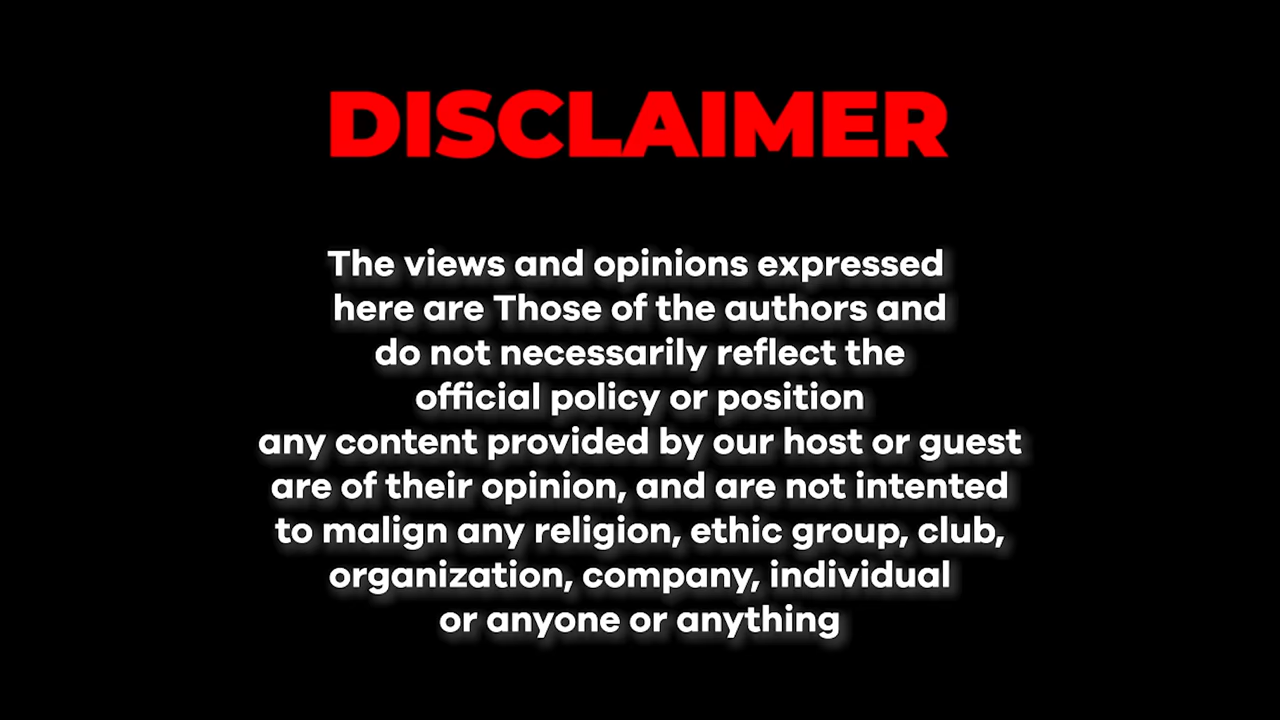 DISCLAIMER
The views and opinions expressed
here are Those of the authors and
do not necessarily reflect the
official policy or position
any content provided by our host or guest
are of their opinion, and are not intented
to malign any religion, ethic group, club,
organization, company, individual
or anyone or anything